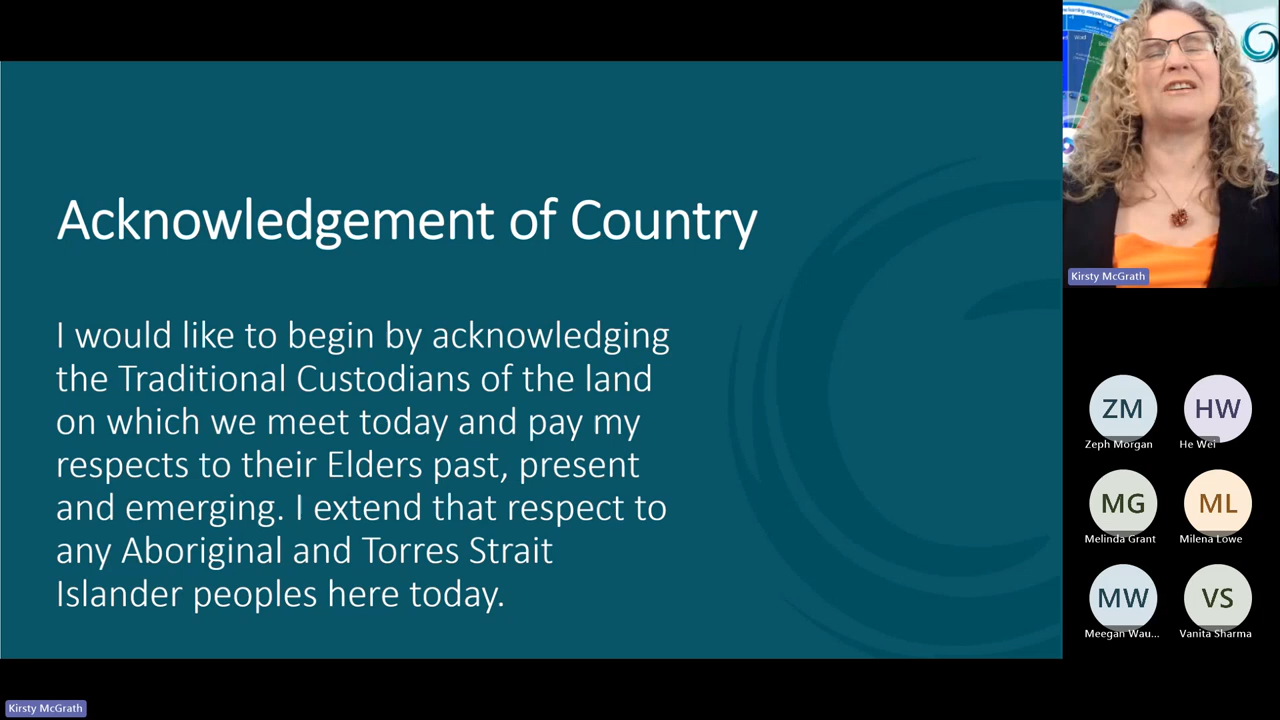 Acknowledgement of Country
I would like to begin by acknowledging
the Traditional Custodians of the land
on which we meet today and pay my
respects to their Elders past, present
and emerging. I extend that respect to
any Aboriginal and Torres Strait
Islander peoples here today.
Kirsty McGrath
ZM
Zeph Morgan
HW
He Wei
MG
Melinda Grant
ML
Milena Lowe
MW
Meegan Wau...
VS
Vanita Sharma
Kirsty McGrath